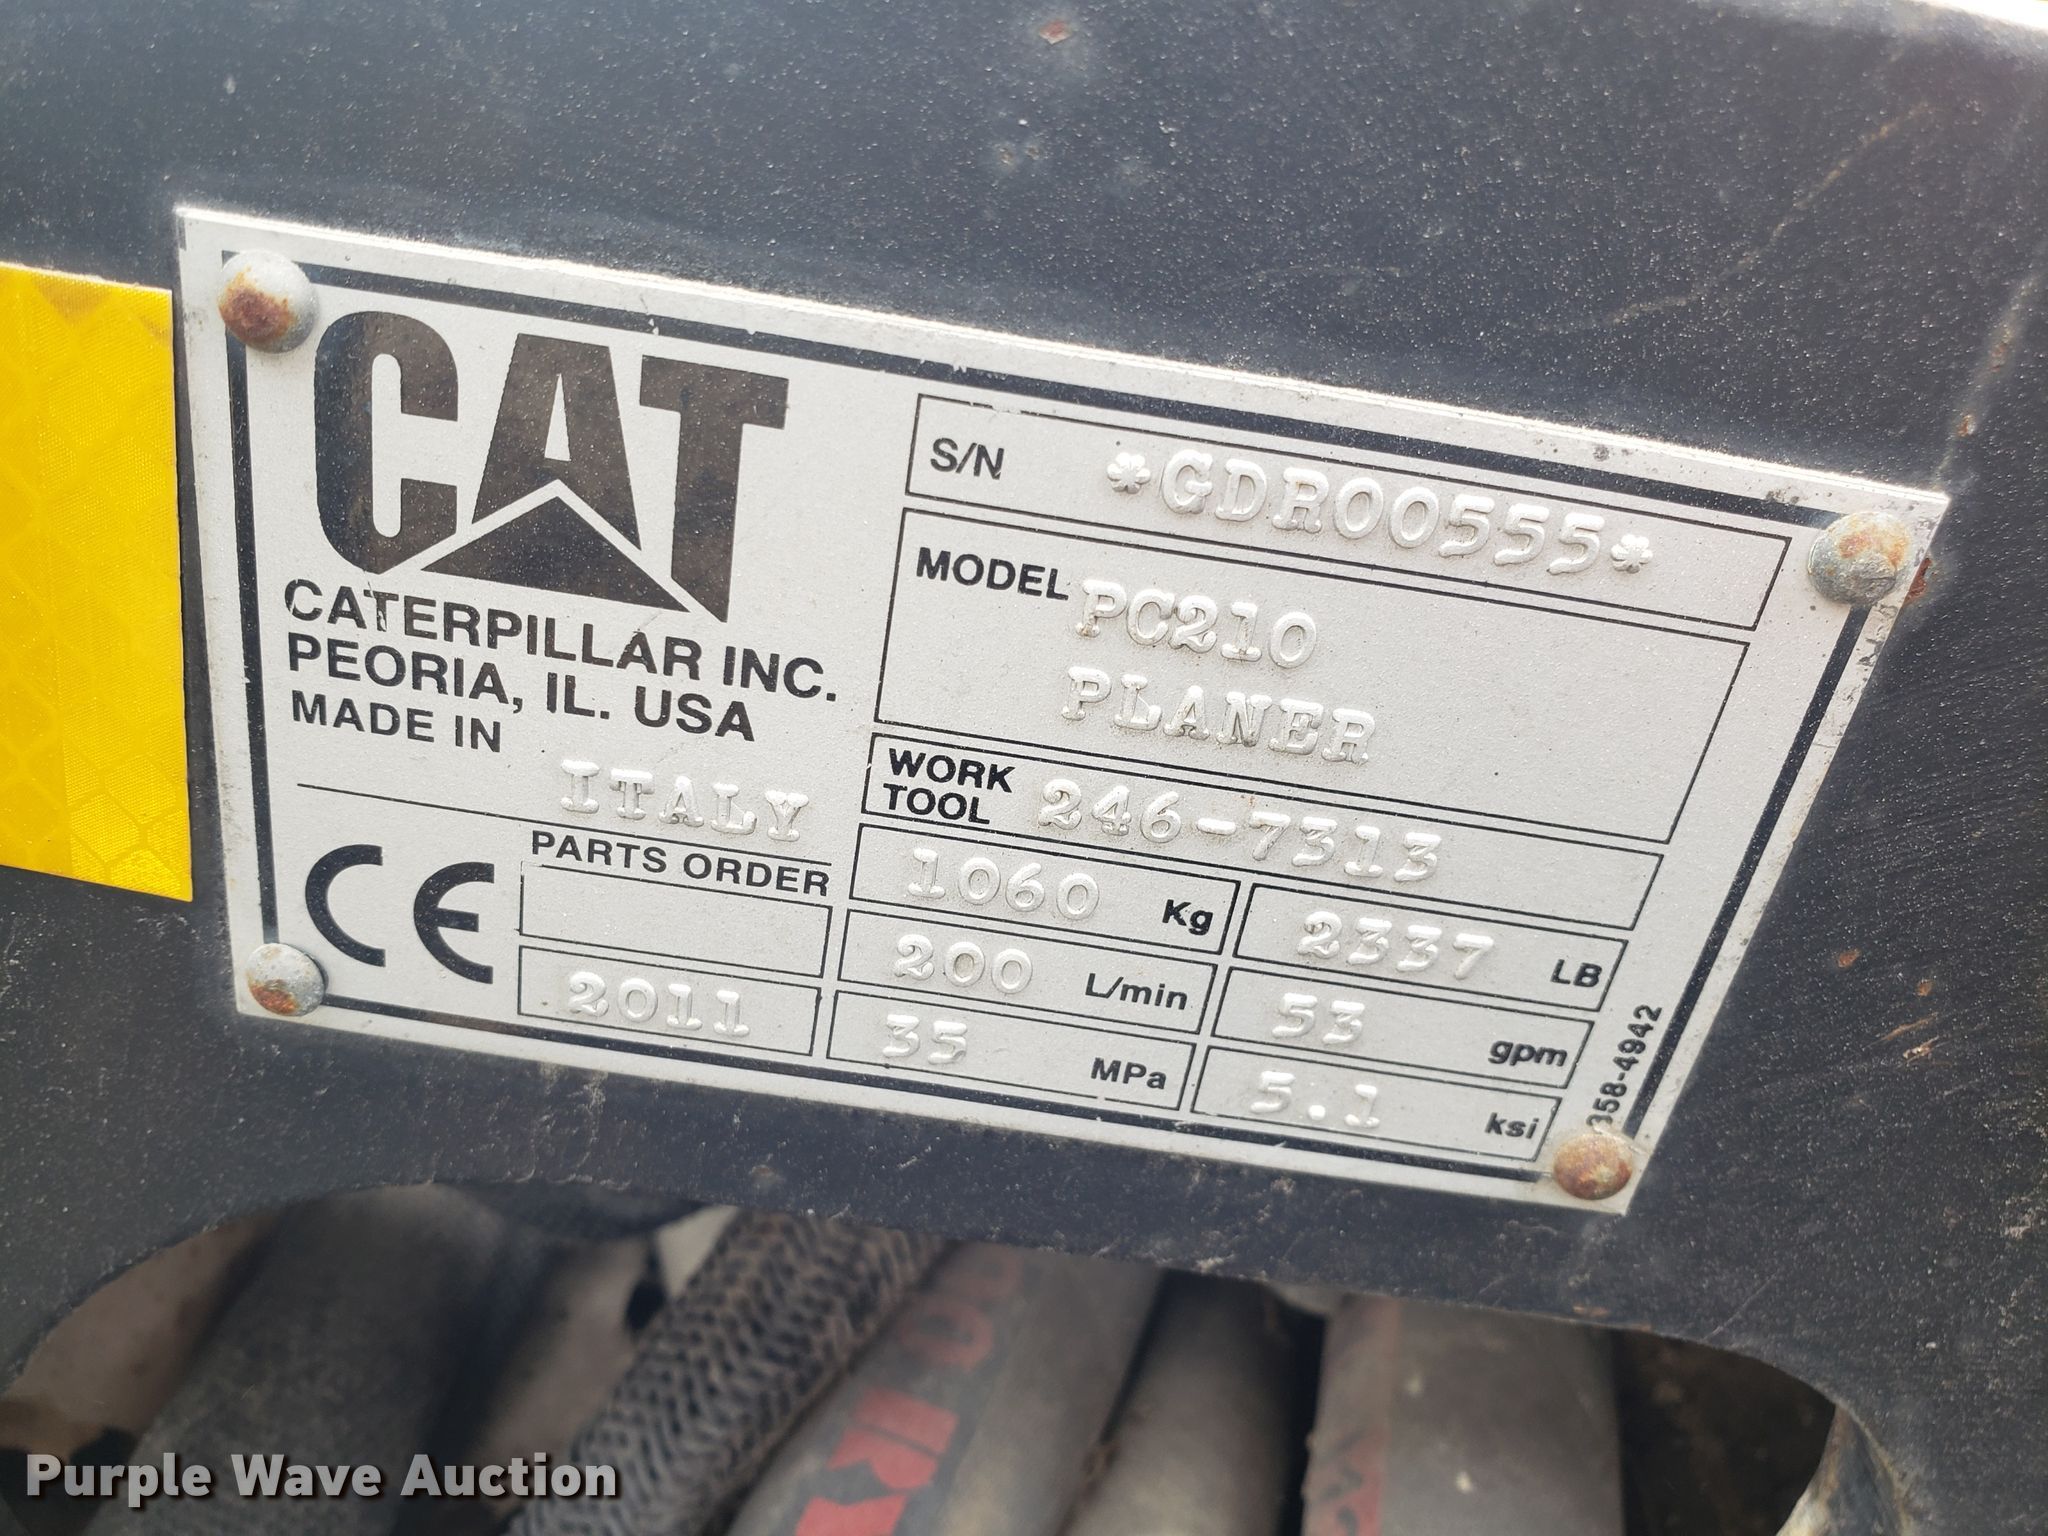 CAT
CATERPILLAR INC.
PEORIA, IL. USA
MADE IN
ITALY
CE
PARTS ORDER
2011
S/N *GDR00555*
MODEL PC210
PLANER
WORK TOOL 246-7313
1060 Kg 2337 LB
200 L/min 53 gpm
35 MPa 5.1 ksi
358-4942
Purple Wave Auction